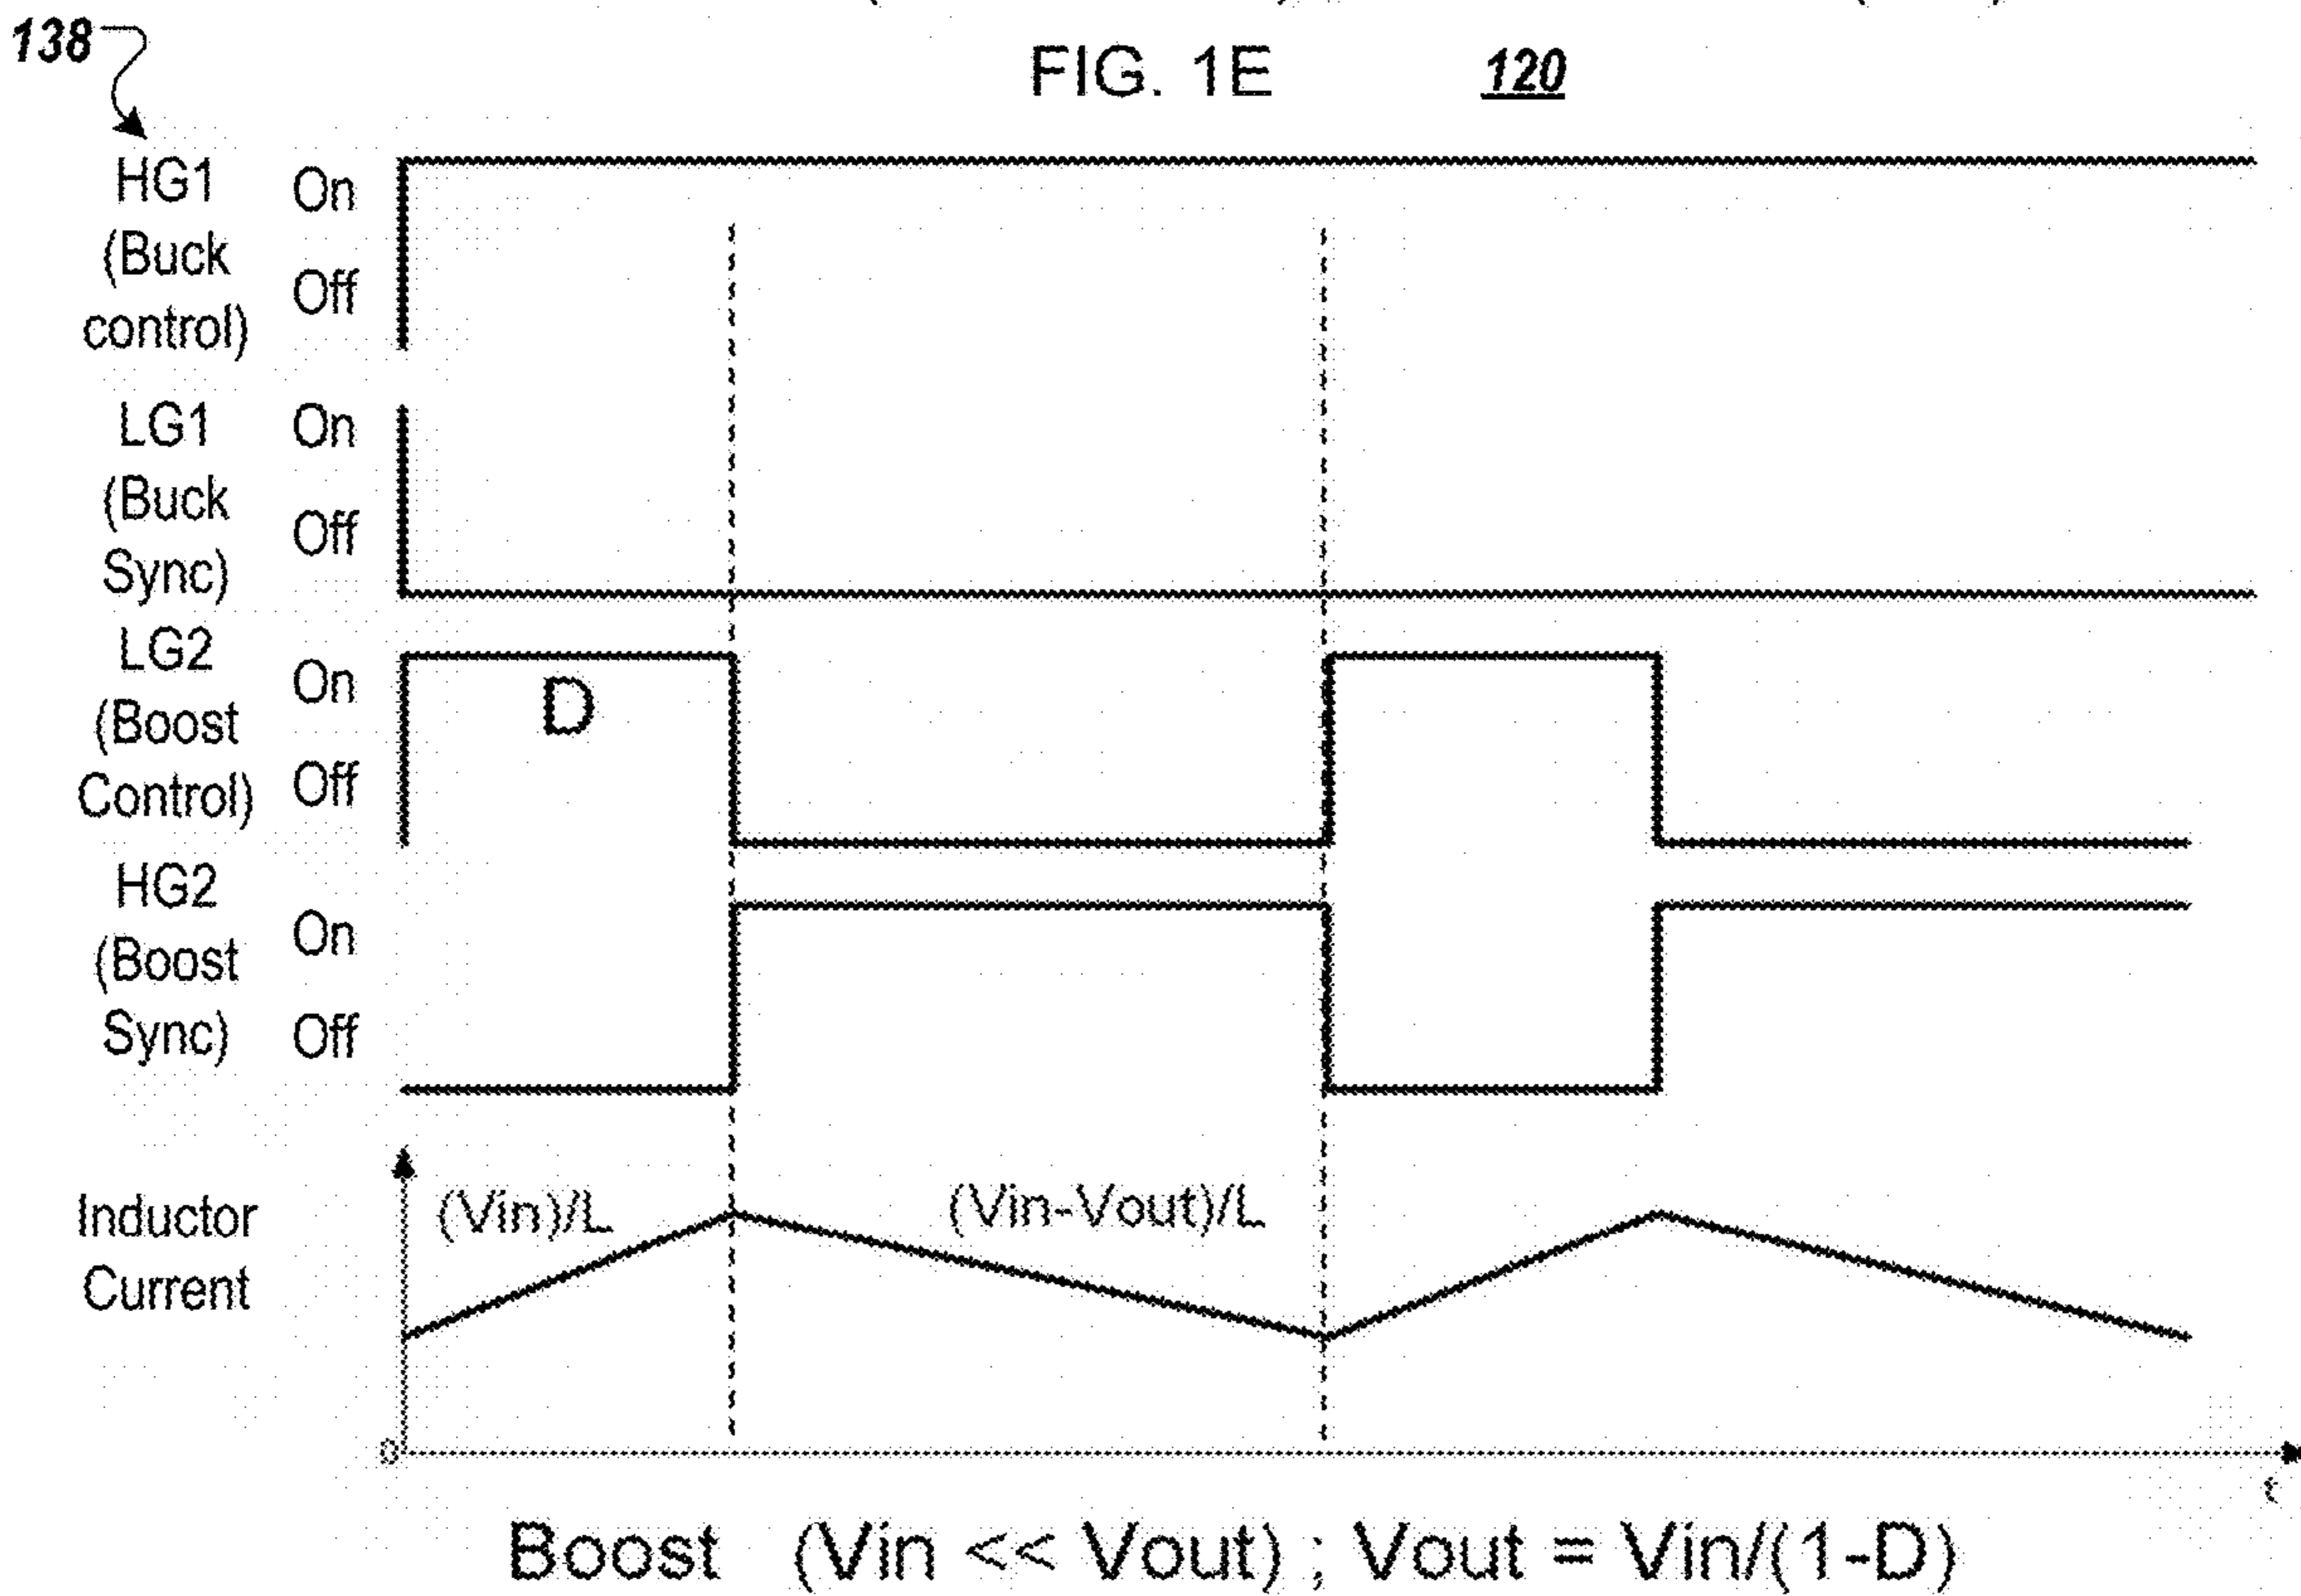 138
FIG. 1E 120
HG1
(Buck
control)
On
Off
LG1
(Buck
Sync)
On
Off
LG2
(Boost
Control)
On
Off
D
HG2
(Boost
Sync)
On
Off
Inductor
Current
(Vin)/L
(Vin-Vout)/L
0
t
Boost (Vin << Vout) ; Vout = Vin/(1-D)